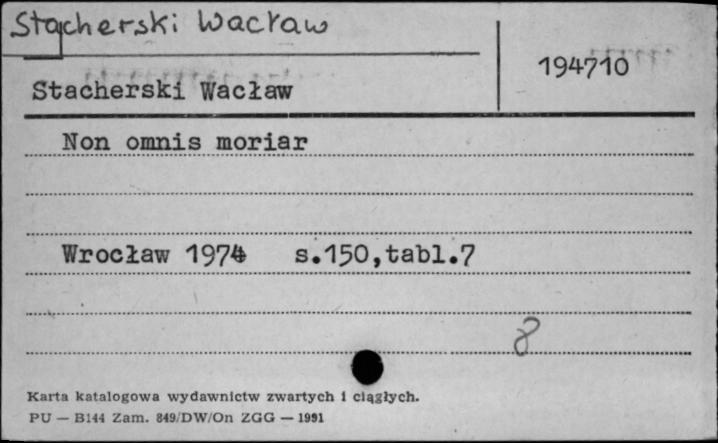 Stacherski Wacław
194710
Stacherski Wacław
Non omnis moriar
Wrocław 1974 s.150,tabl.7
8
Karta katalogowa wydawnictw zwartych i ciągłych.
PU — B144 Zam. 849/DW/On ZGG — 1991